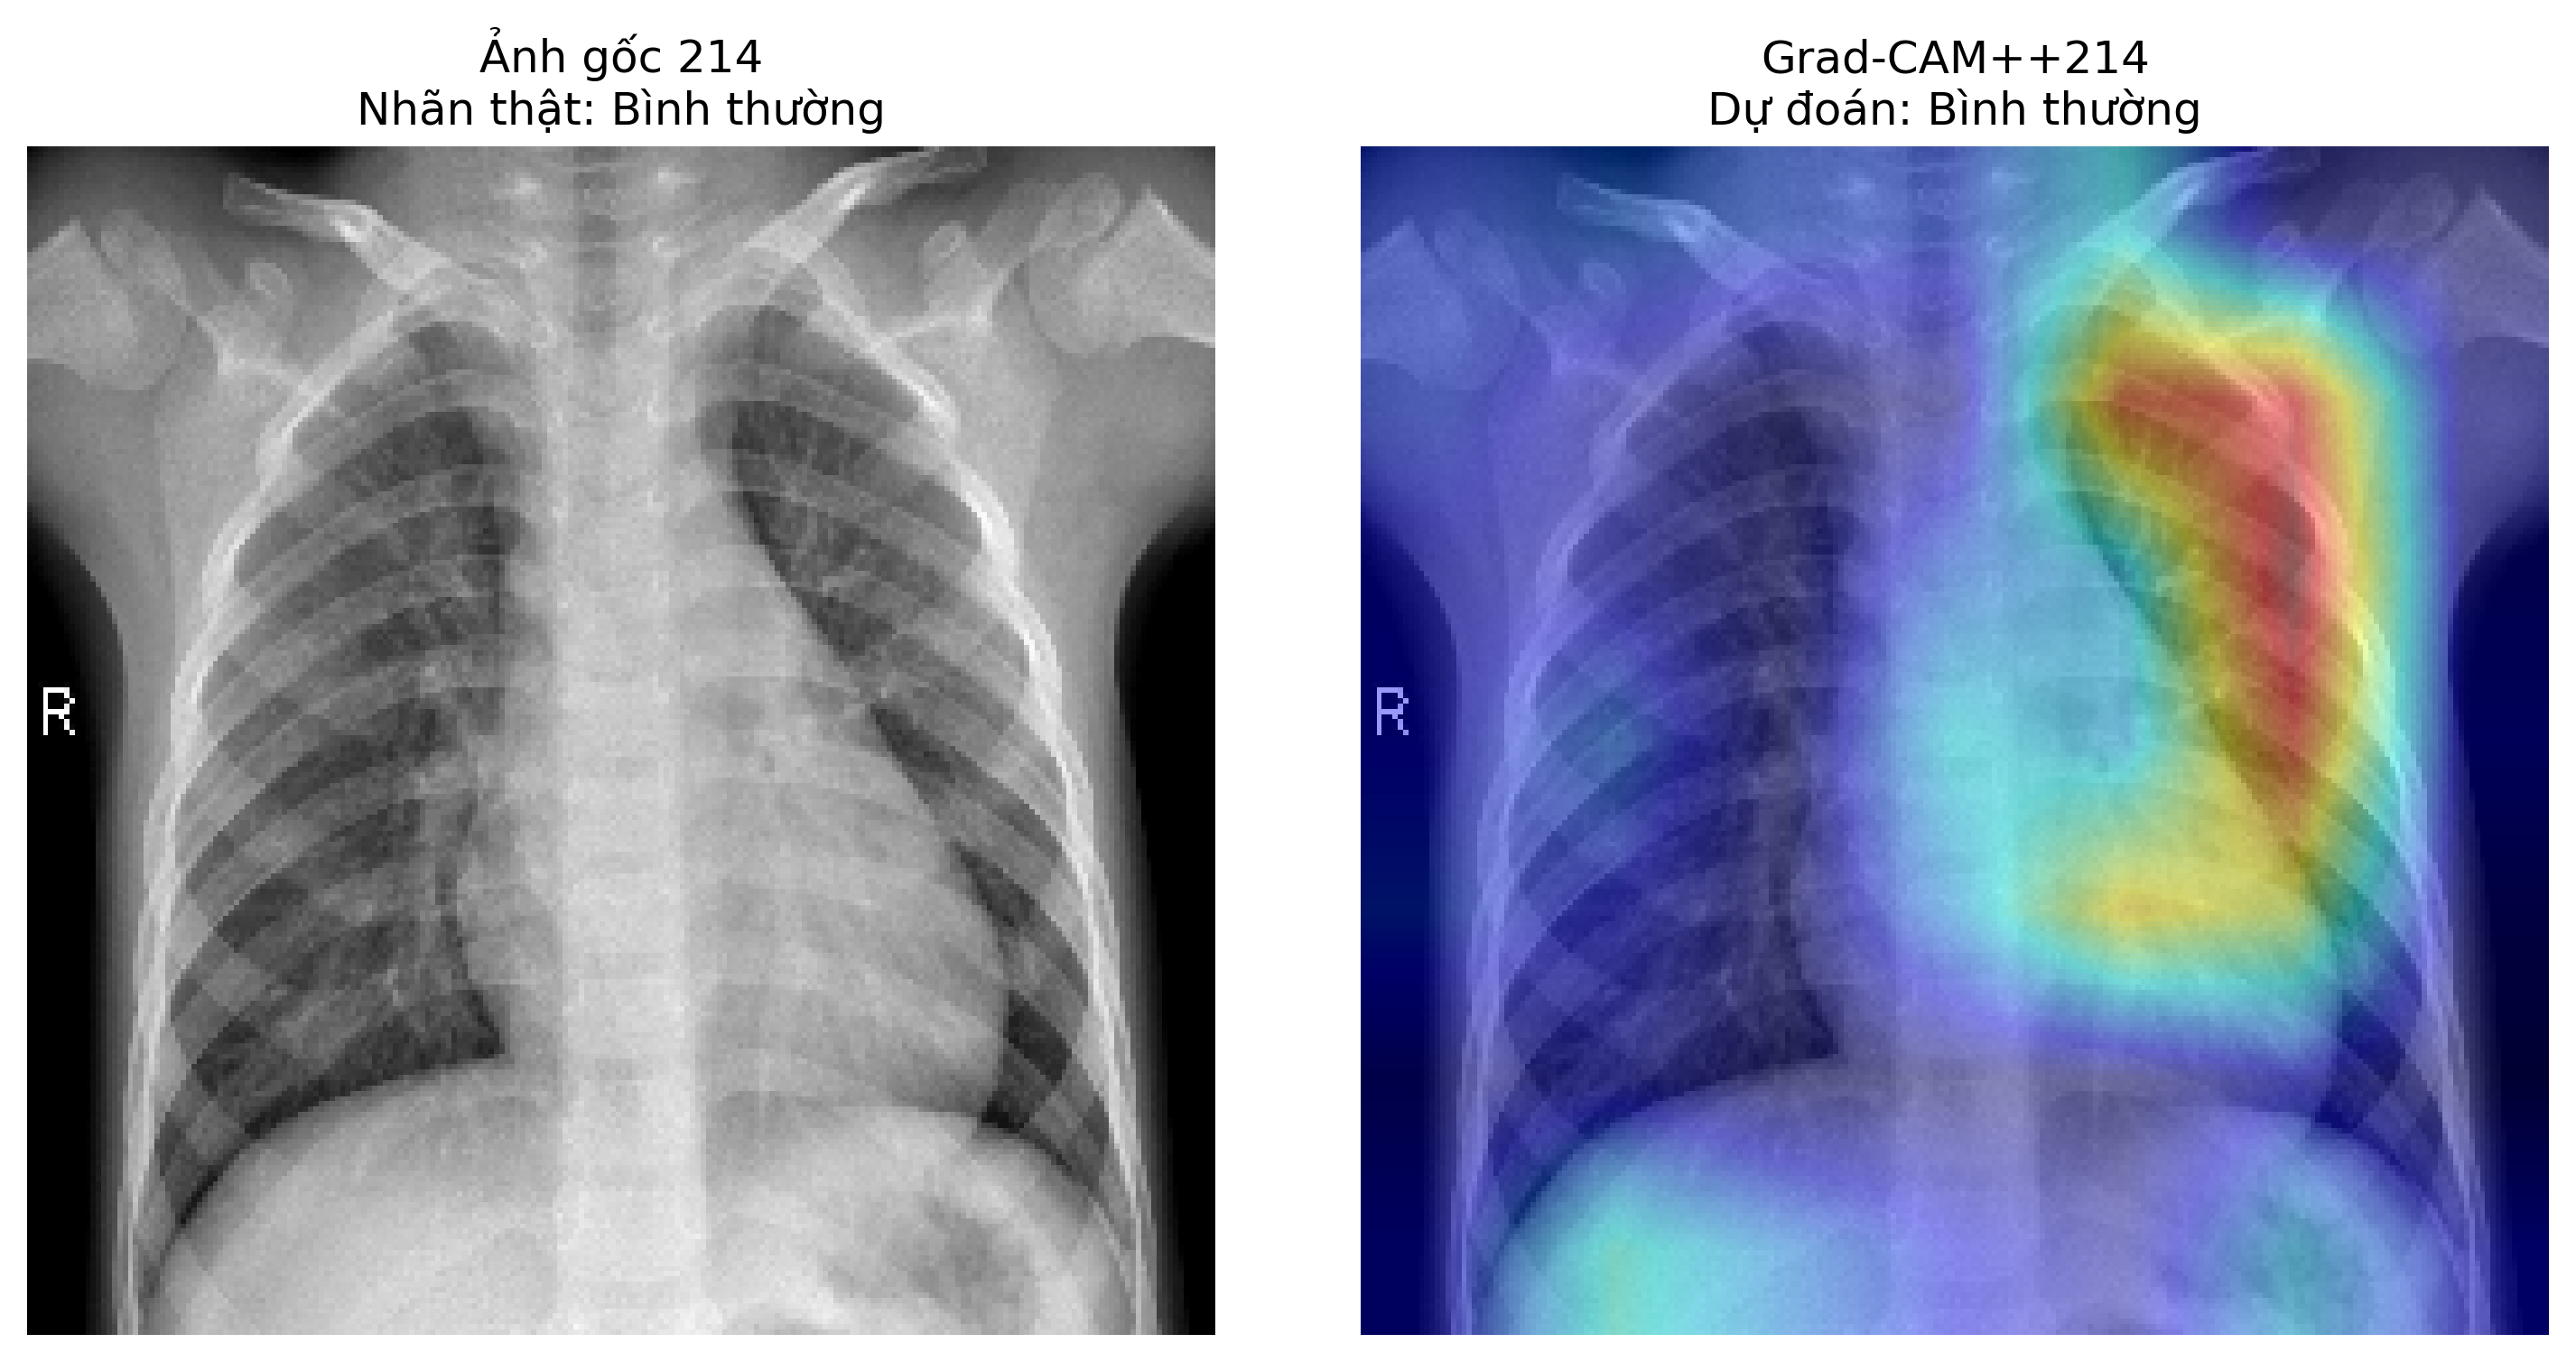 Ảnh gốc 214
Nhãn thật: Bình thường
Grad-CAM++214
Dự đoán: Bình thường
R
R